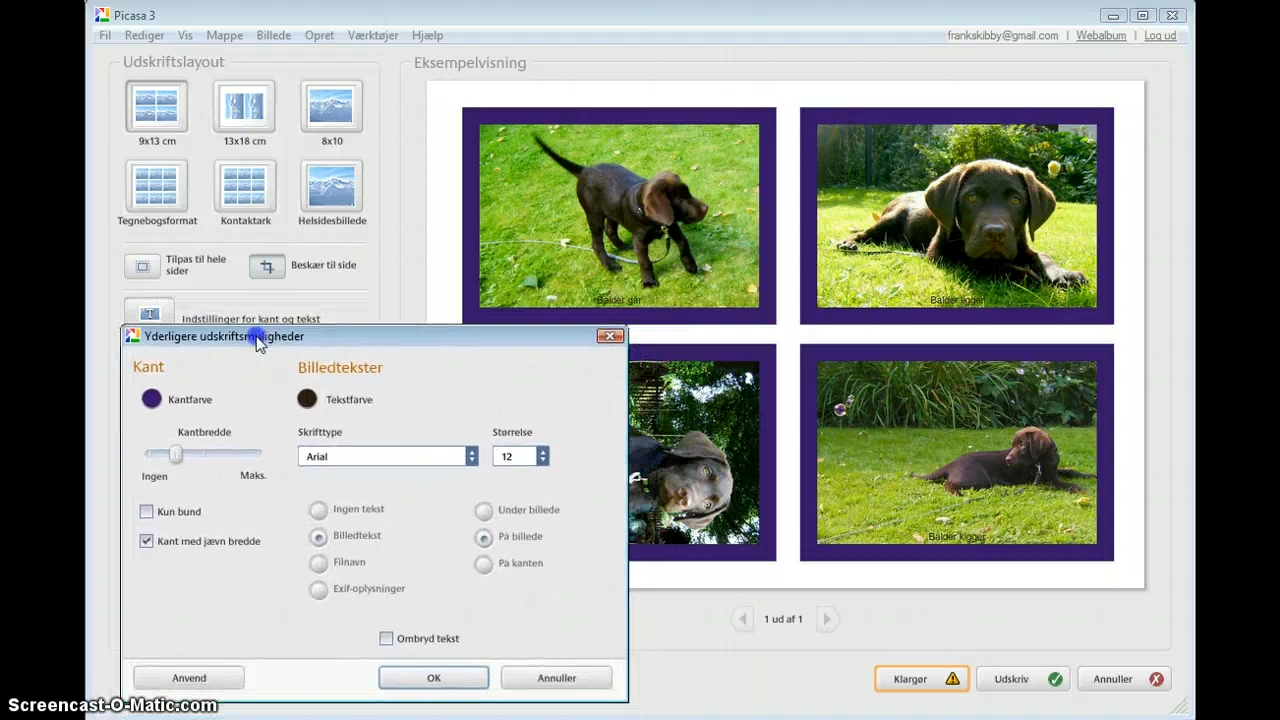 Picasa 3
Fil Rediger Vis Mappe Billede Opret Værktøjer Hjælp
frankskibby@gmail.com | Webalbum | Log ud
Udskriftslayout
Eksempelvisning
9x13 cm 13x18 cm 8x10
Tegnebogsformat Kontaktark Helsidesbillede
Tilpas til hele sider
Beskær til side
Indstillinger for kant og tekst
Balder går
Balder ligger
Balder kigger
Yderligere udskriftsmuligheder
Kant
Billedtekster
Kantfarve
Tekstfarve
Kantbredde
Skrifttype
Størrelse
Arial
12
Ingen Maks.
Kun bund
Kant med jævn bredde
Ingen tekst
Under billede
Billedtekst
På billede
Filnavn
På kanten
Exif-oplysninger
Ombryd tekst
Anvend
OK
Annuller
1 ud af 1
Klargør
Udskriv
Annuller
Screencast-O-Matic.com